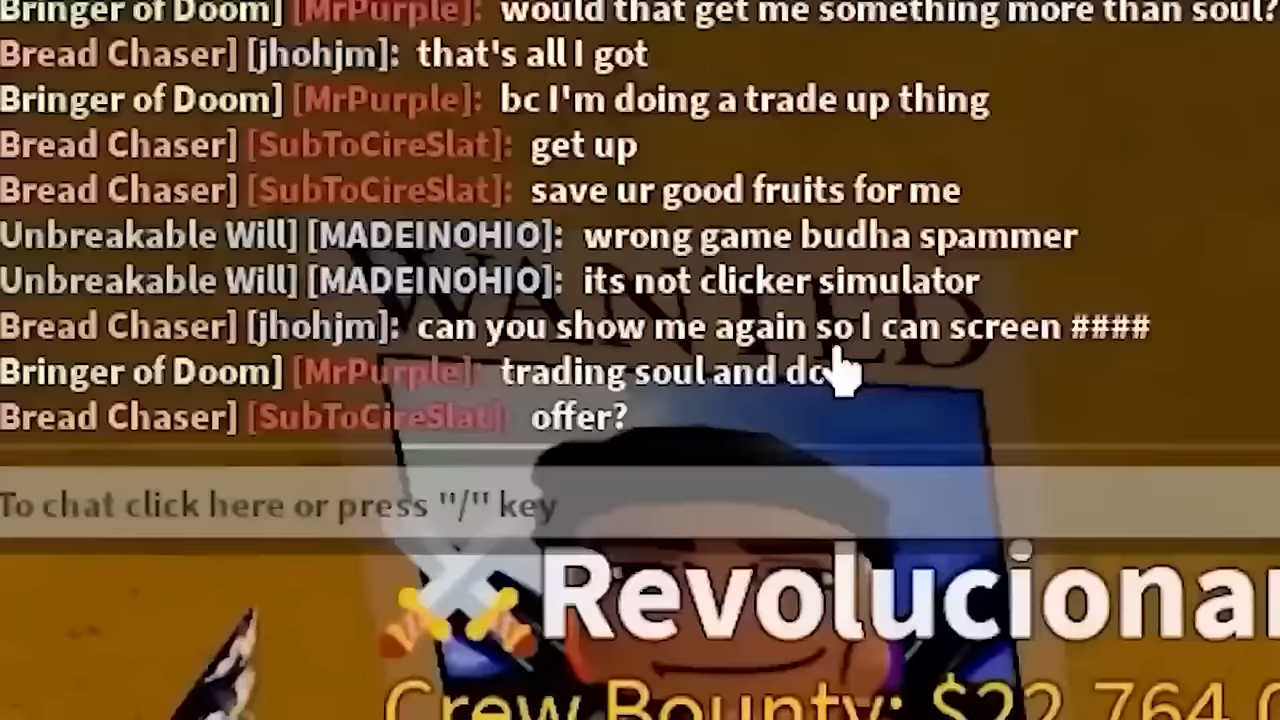 Bringer of Doom] [MrPurple]: would that get me something more than soul?
Bread Chaser] [jhohjm]: that's all I got
Bringer of Doom] [MrPurple]: bc I'm doing a trade up thing
Bread Chaser] [SubToCireSlat]: get up
Bread Chaser] [SubToCireSlat]: save ur good fruits for me
Unbreakable Will] [MADEINOHIO]: wrong game budha spammer
Unbreakable Will] [MADEINOHIO]: its not clicker simulator
Bread Chaser] [jhohjm]: can you show me again so I can screen ####
Bringer of Doom] [MrPurple]: trading soul and
Bread Chaser] [SubToCireSlat] offer?
WANTED
To chat click here or press "/" key
Revolucionar
Crew Bounty: $22,764,0